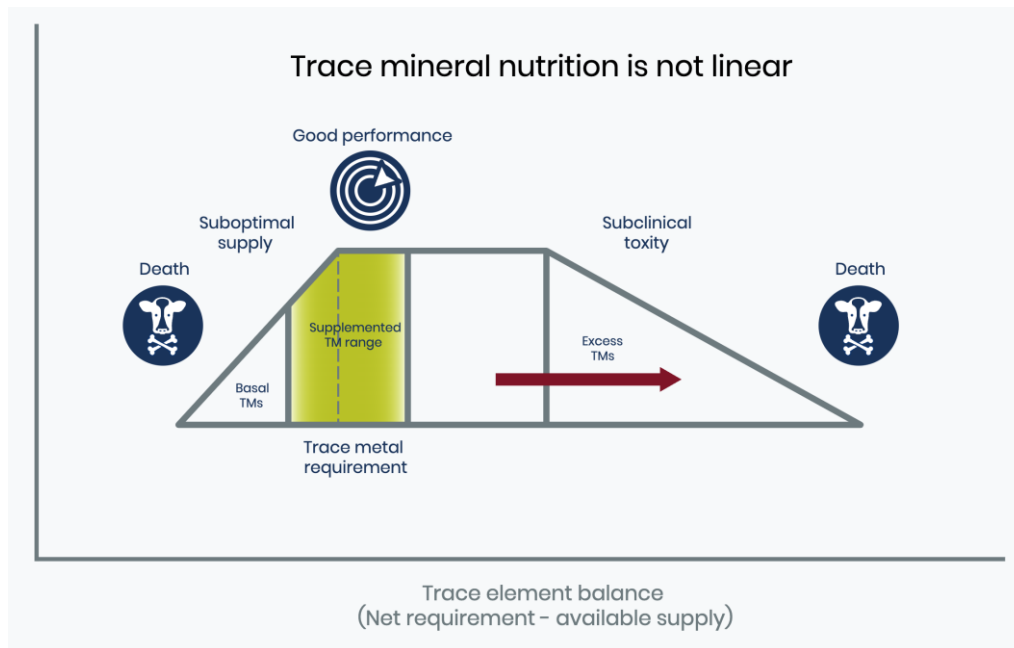 Trace mineral nutrition is not linear
Good performance
Suboptimal
supply
Subclinical
toxity
Death
Death
Supplemented
TM range
Excess
TMs
Basal
TMs
Trace metal
requirement
Trace element balance
(Net requirement - available supply)